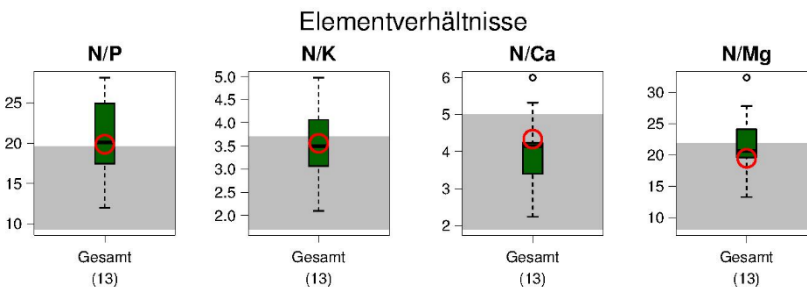 Elementverhältnisse
N/P
N/K
N/Ca
N/Mg
25
20
15
10
5.0
4.5
4.0
3.5
3.0
2.5
2.0
6
5
4
3
2
30
25
20
15
10
Gesamt
(13)
Gesamt
(13)
Gesamt
(13)
Gesamt
(13)